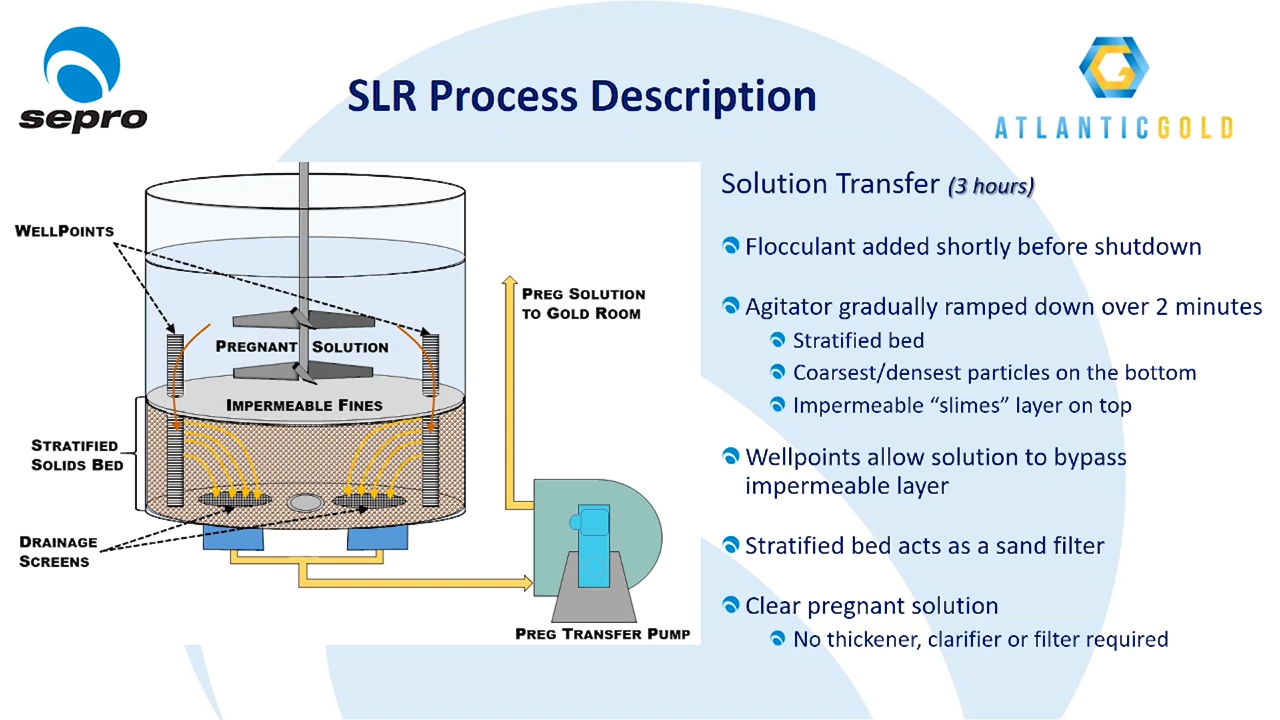 sepro
SLR Process Description
ATLANTICGOLD
WELLPOINTS
PREG SOLUTION
TO GOLD ROOM
PREGNANT SOLUTION
IMPERMEABLE FINES
STRATIFIED
SOLIDS BED
DRAINAGE
SCREENS
PREG TRANSFER PUMP
Solution Transfer (3 hours)
Flocculant added shortly before shutdown
Agitator gradually ramped down over 2 minutes
Stratified bed
Coarsest/densest particles on the bottom
Impermeable “slimes” layer on top
Wellpoints allow solution to bypass
impermeable layer
Stratified bed acts as a sand filter
Clear pregnant solution
No thickener, clarifier or filter required